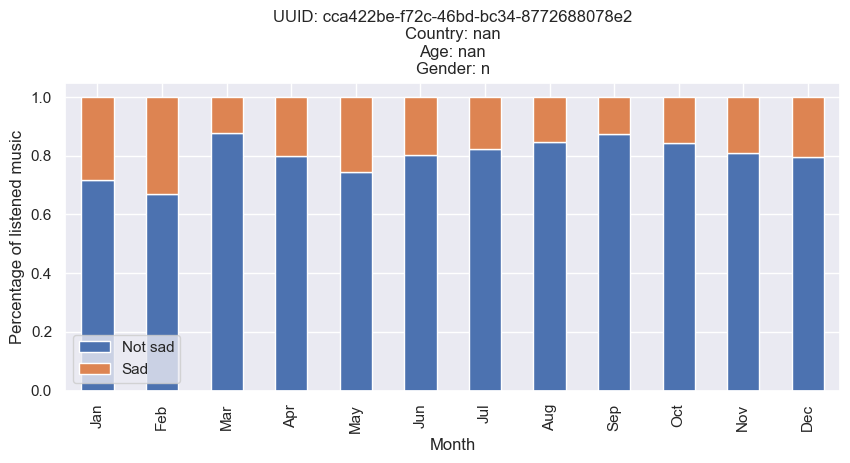 UUID: cca422be-f72c-46bd-bc34-8772688078e2
Country: nan
Age: nan
Gender: n
Percentage of listened music
1.0
0.8
0.6
0.4
0.2
0.0
Not sad
Sad
Jan
Feb
Mar
Apr
May
Jun
Jul
Aug
Sep
Oct
Nov
Dec
Month